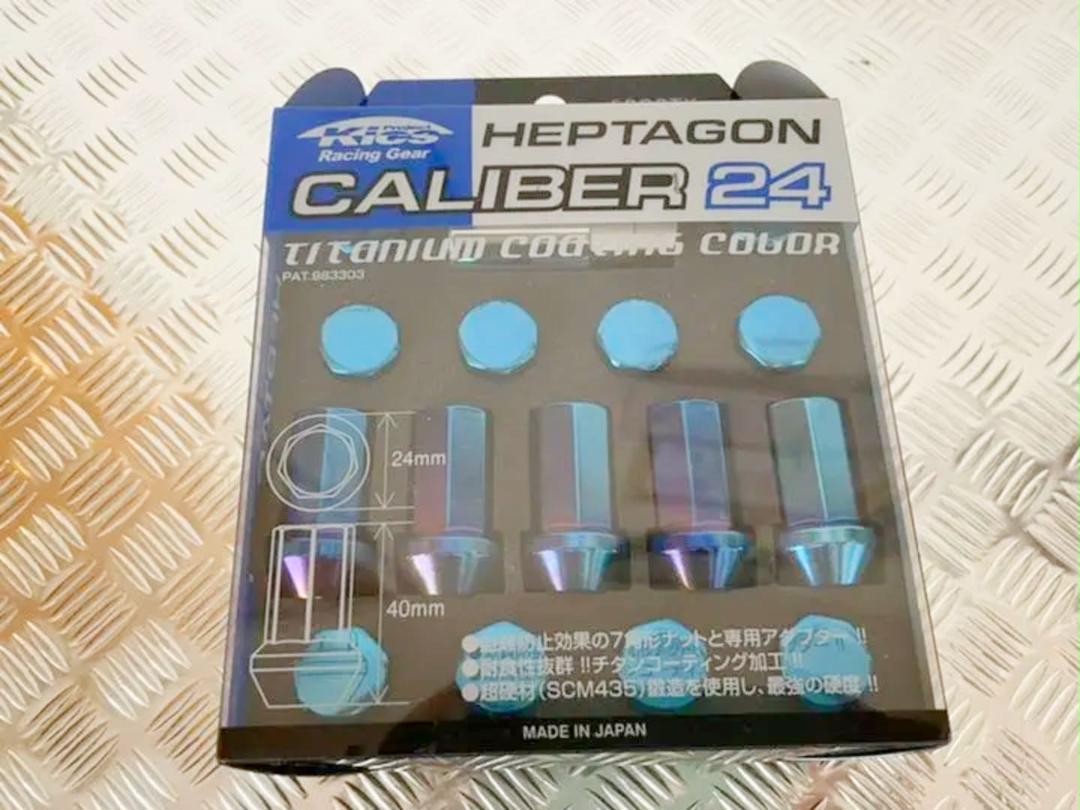 Project
Kics
Racing Gear
HEPTAGON
CALIBER 24
TITANIUM COATING COLOR
PAT.983303
24mm
40mm
●盗難防止効果の7角形ナットと専用アダプター!!
●耐食性抜群!!チタンコーティング加工!!
●超硬材(SCM435)鍛造を使用し、最強の硬度!!
MADE IN JAPAN